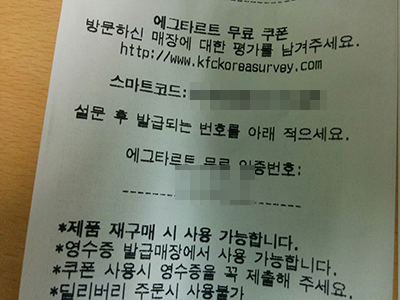 에그타르트 무료 쿠폰
방문하신 매장에 대한 평가를 남겨주세요.
http://www.kfckoreasurvey.com
스마트코드:
설문 후 발급되는 번호를 아래 적으세요.
에그타르트 무료 인증번호:
--------------------
*제품 재구매 시 사용 가능합니다.
*영수증 발급매장에서 사용 가능합니다.
*쿠폰 사용시 영수증을 꼭 제출해 주세요.
*딜리버리 주문시 사용불가